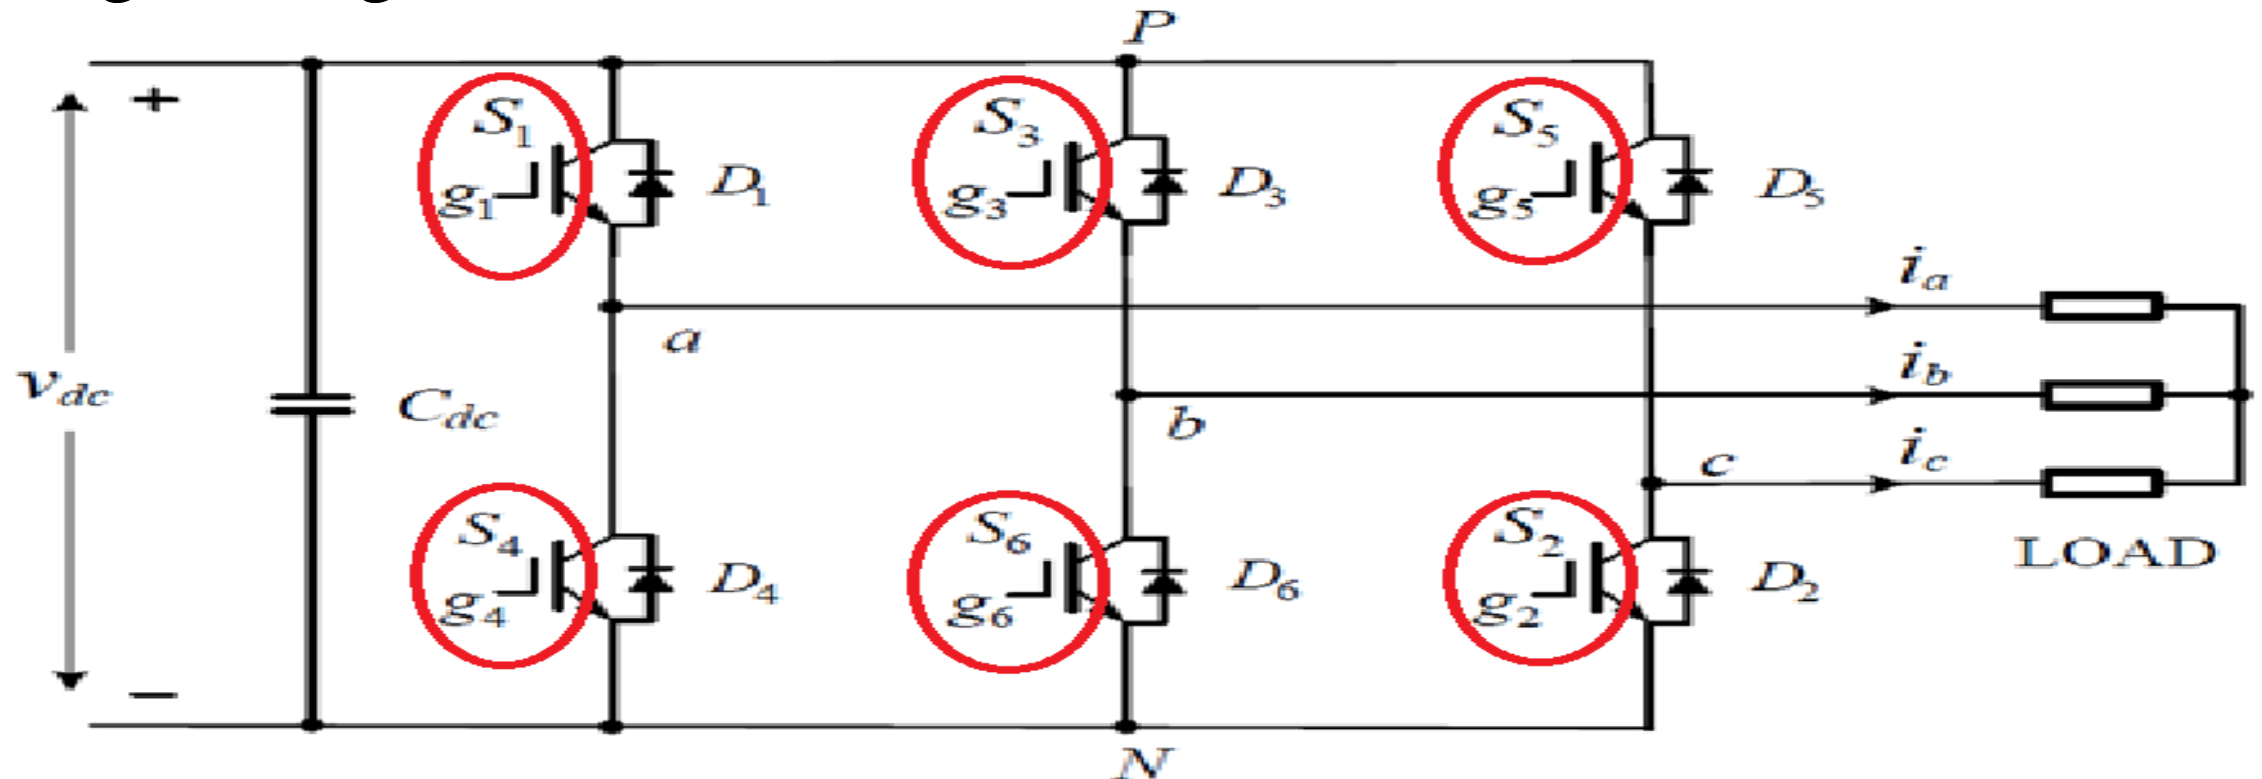 P
+
S1 S3 S5
g1 D1 g3 D3 g5 D5
ia
a
vdc Cdc ib
b
c ic
S4 S6 S2
g4 D4 g6 D6 g2 D2
LOAD
−
N